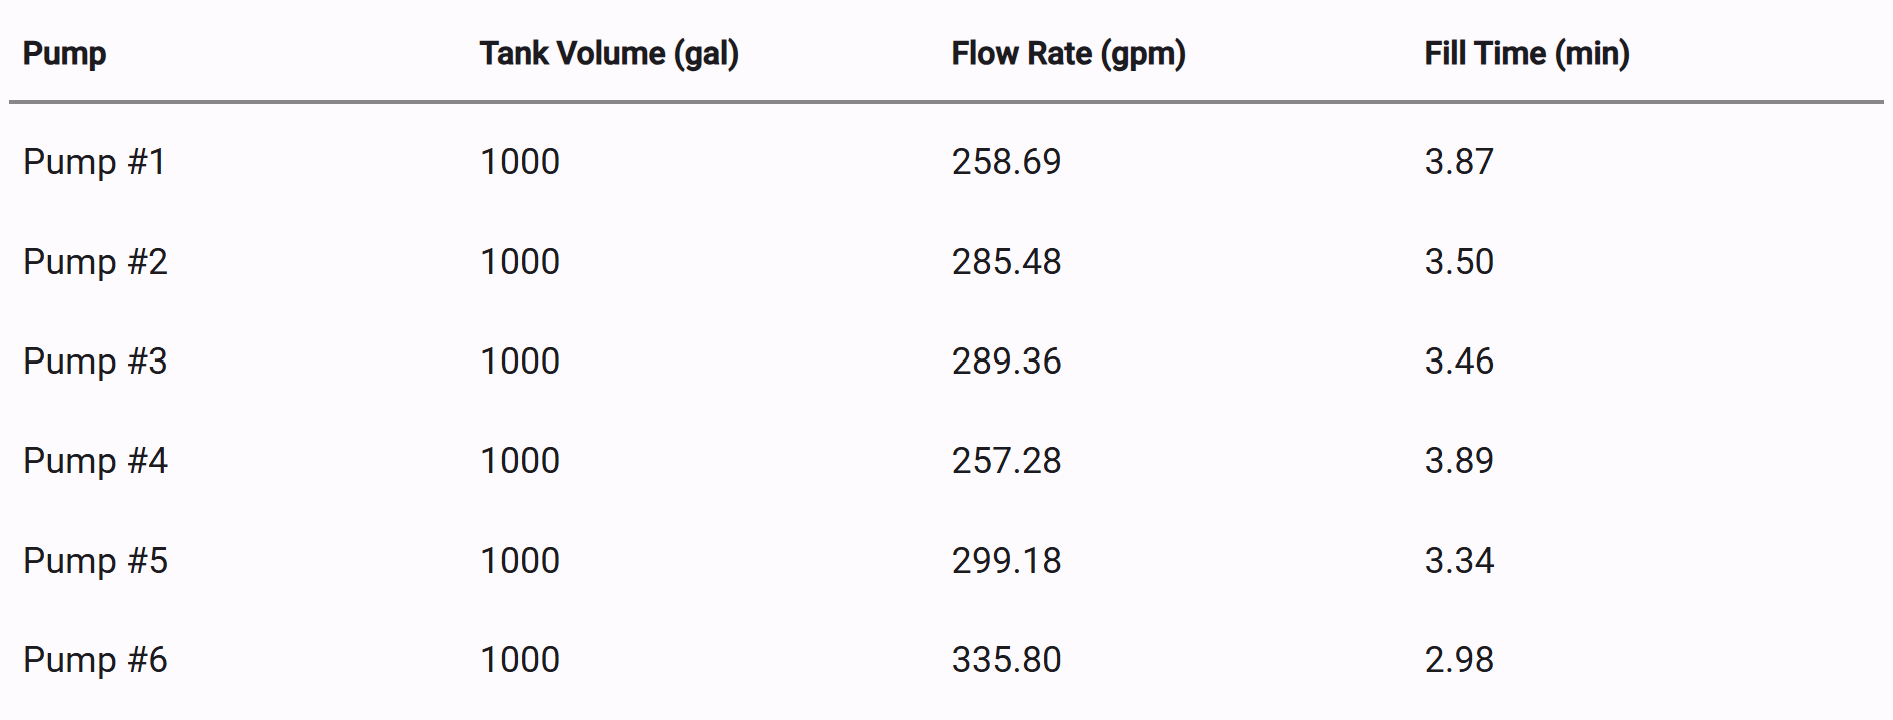 Pump Tank Volume (gal) Flow Rate (gpm) Fill Time (min)
Pump #1 1000 258.69 3.87
Pump #2 1000 285.48 3.50
Pump #3 1000 289.36 3.46
Pump #4 1000 257.28 3.89
Pump #5 1000 299.18 3.34
Pump #6 1000 335.80 2.98